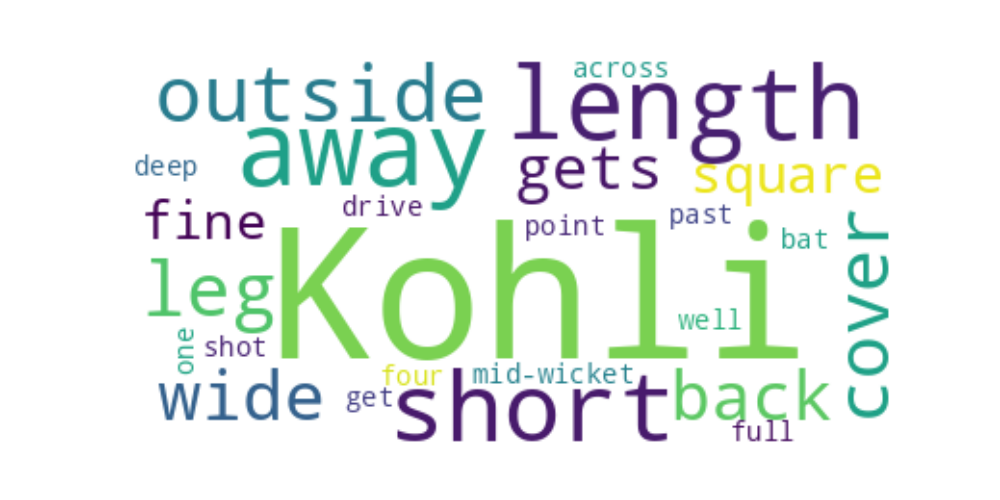 across
outside
length
away
gets
deep
square
fine
drive
point
past
bat
cover
leg
Kohli
well
one
shot
wide
four
mid-wicket
get
short
back
full